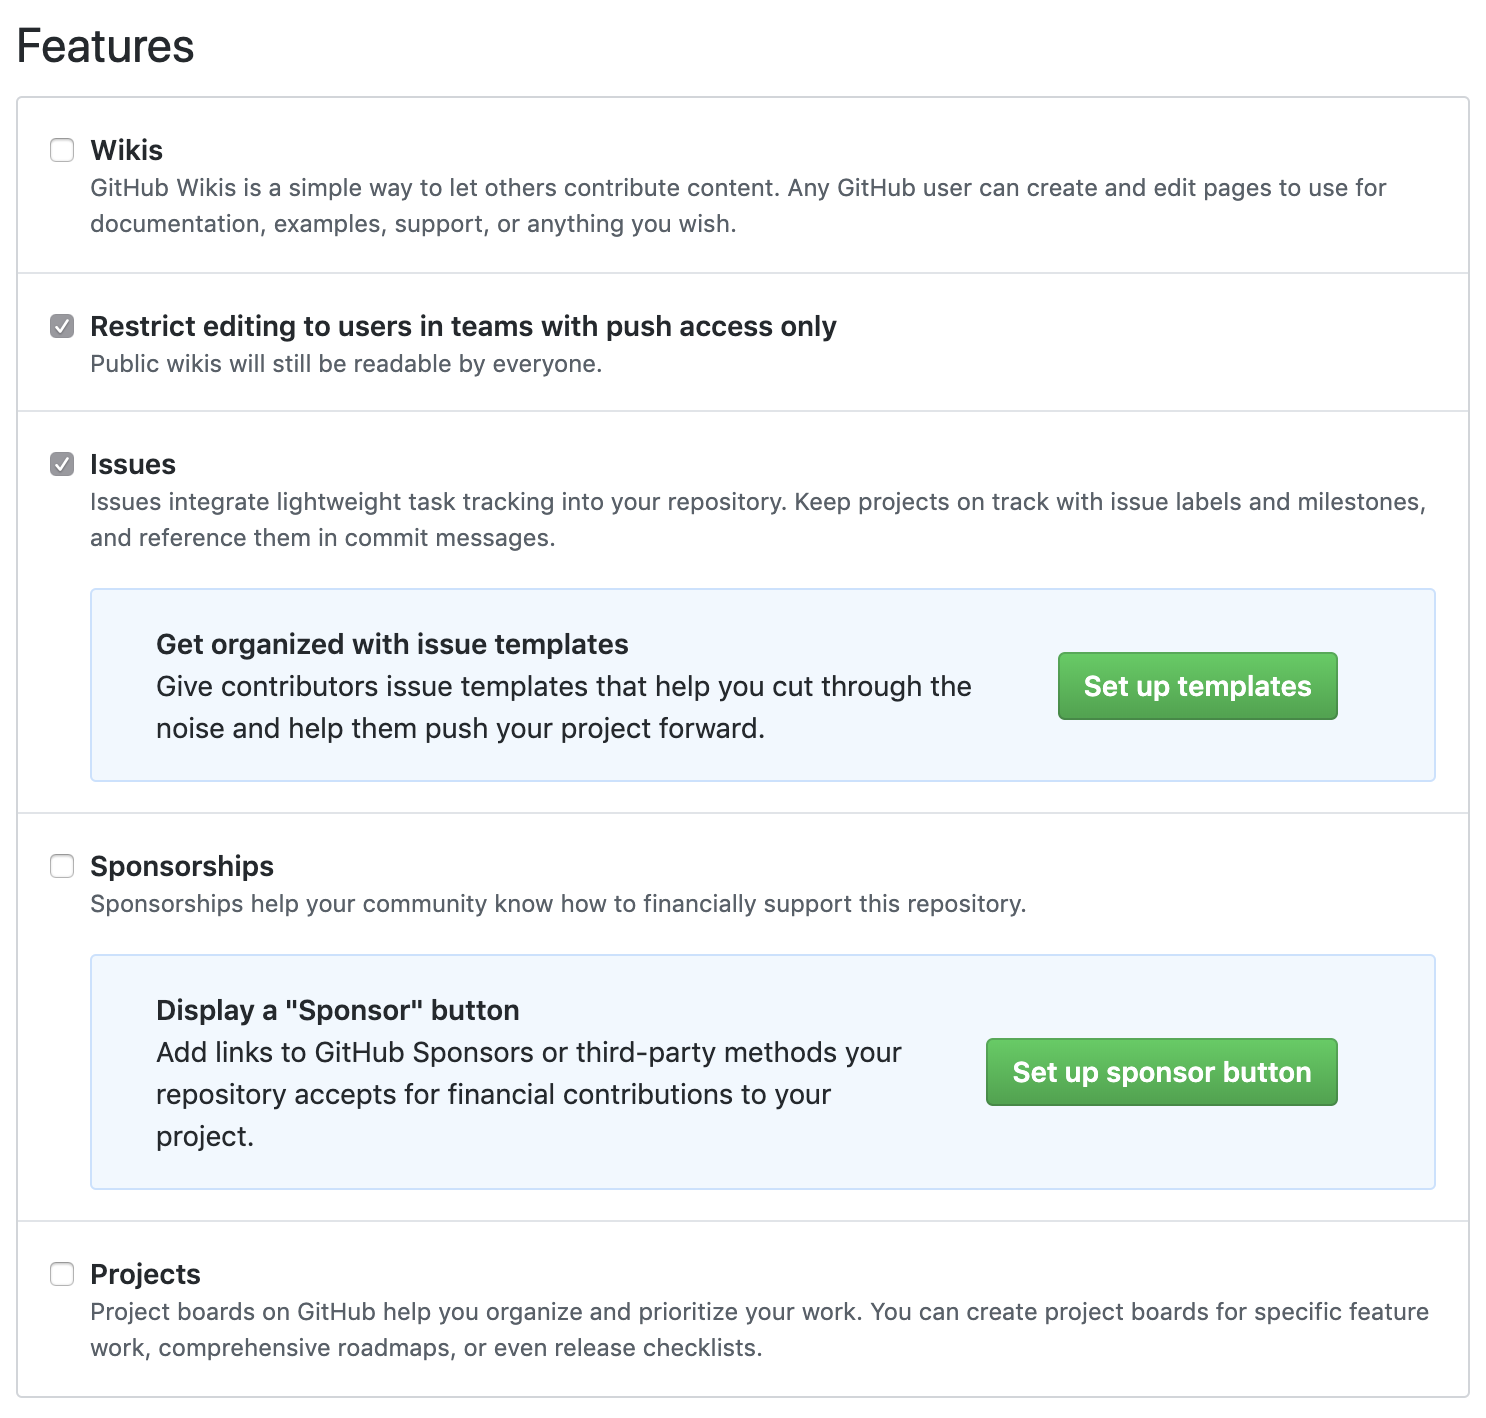 Features
Wikis
GitHub Wikis is a simple way to let others contribute content. Any GitHub user can create and edit pages to use for
documentation, examples, support, or anything you wish.
Restrict editing to users in teams with push access only
Public wikis will still be readable by everyone.
Issues
Issues integrate lightweight task tracking into your repository. Keep projects on track with issue labels and milestones,
and reference them in commit messages.
Get organized with issue templates
Give contributors issue templates that help you cut through the
noise and help them push your project forward.
Set up templates
Sponsorships
Sponsorships help your community know how to financially support this repository.
Display a "Sponsor" button
Add links to GitHub Sponsors or third-party methods your
repository accepts for financial contributions to your
project.
Set up sponsor button
Projects
Project boards on GitHub help you organize and prioritize your work. You can create project boards for specific feature
work, comprehensive roadmaps, or even release checklists.